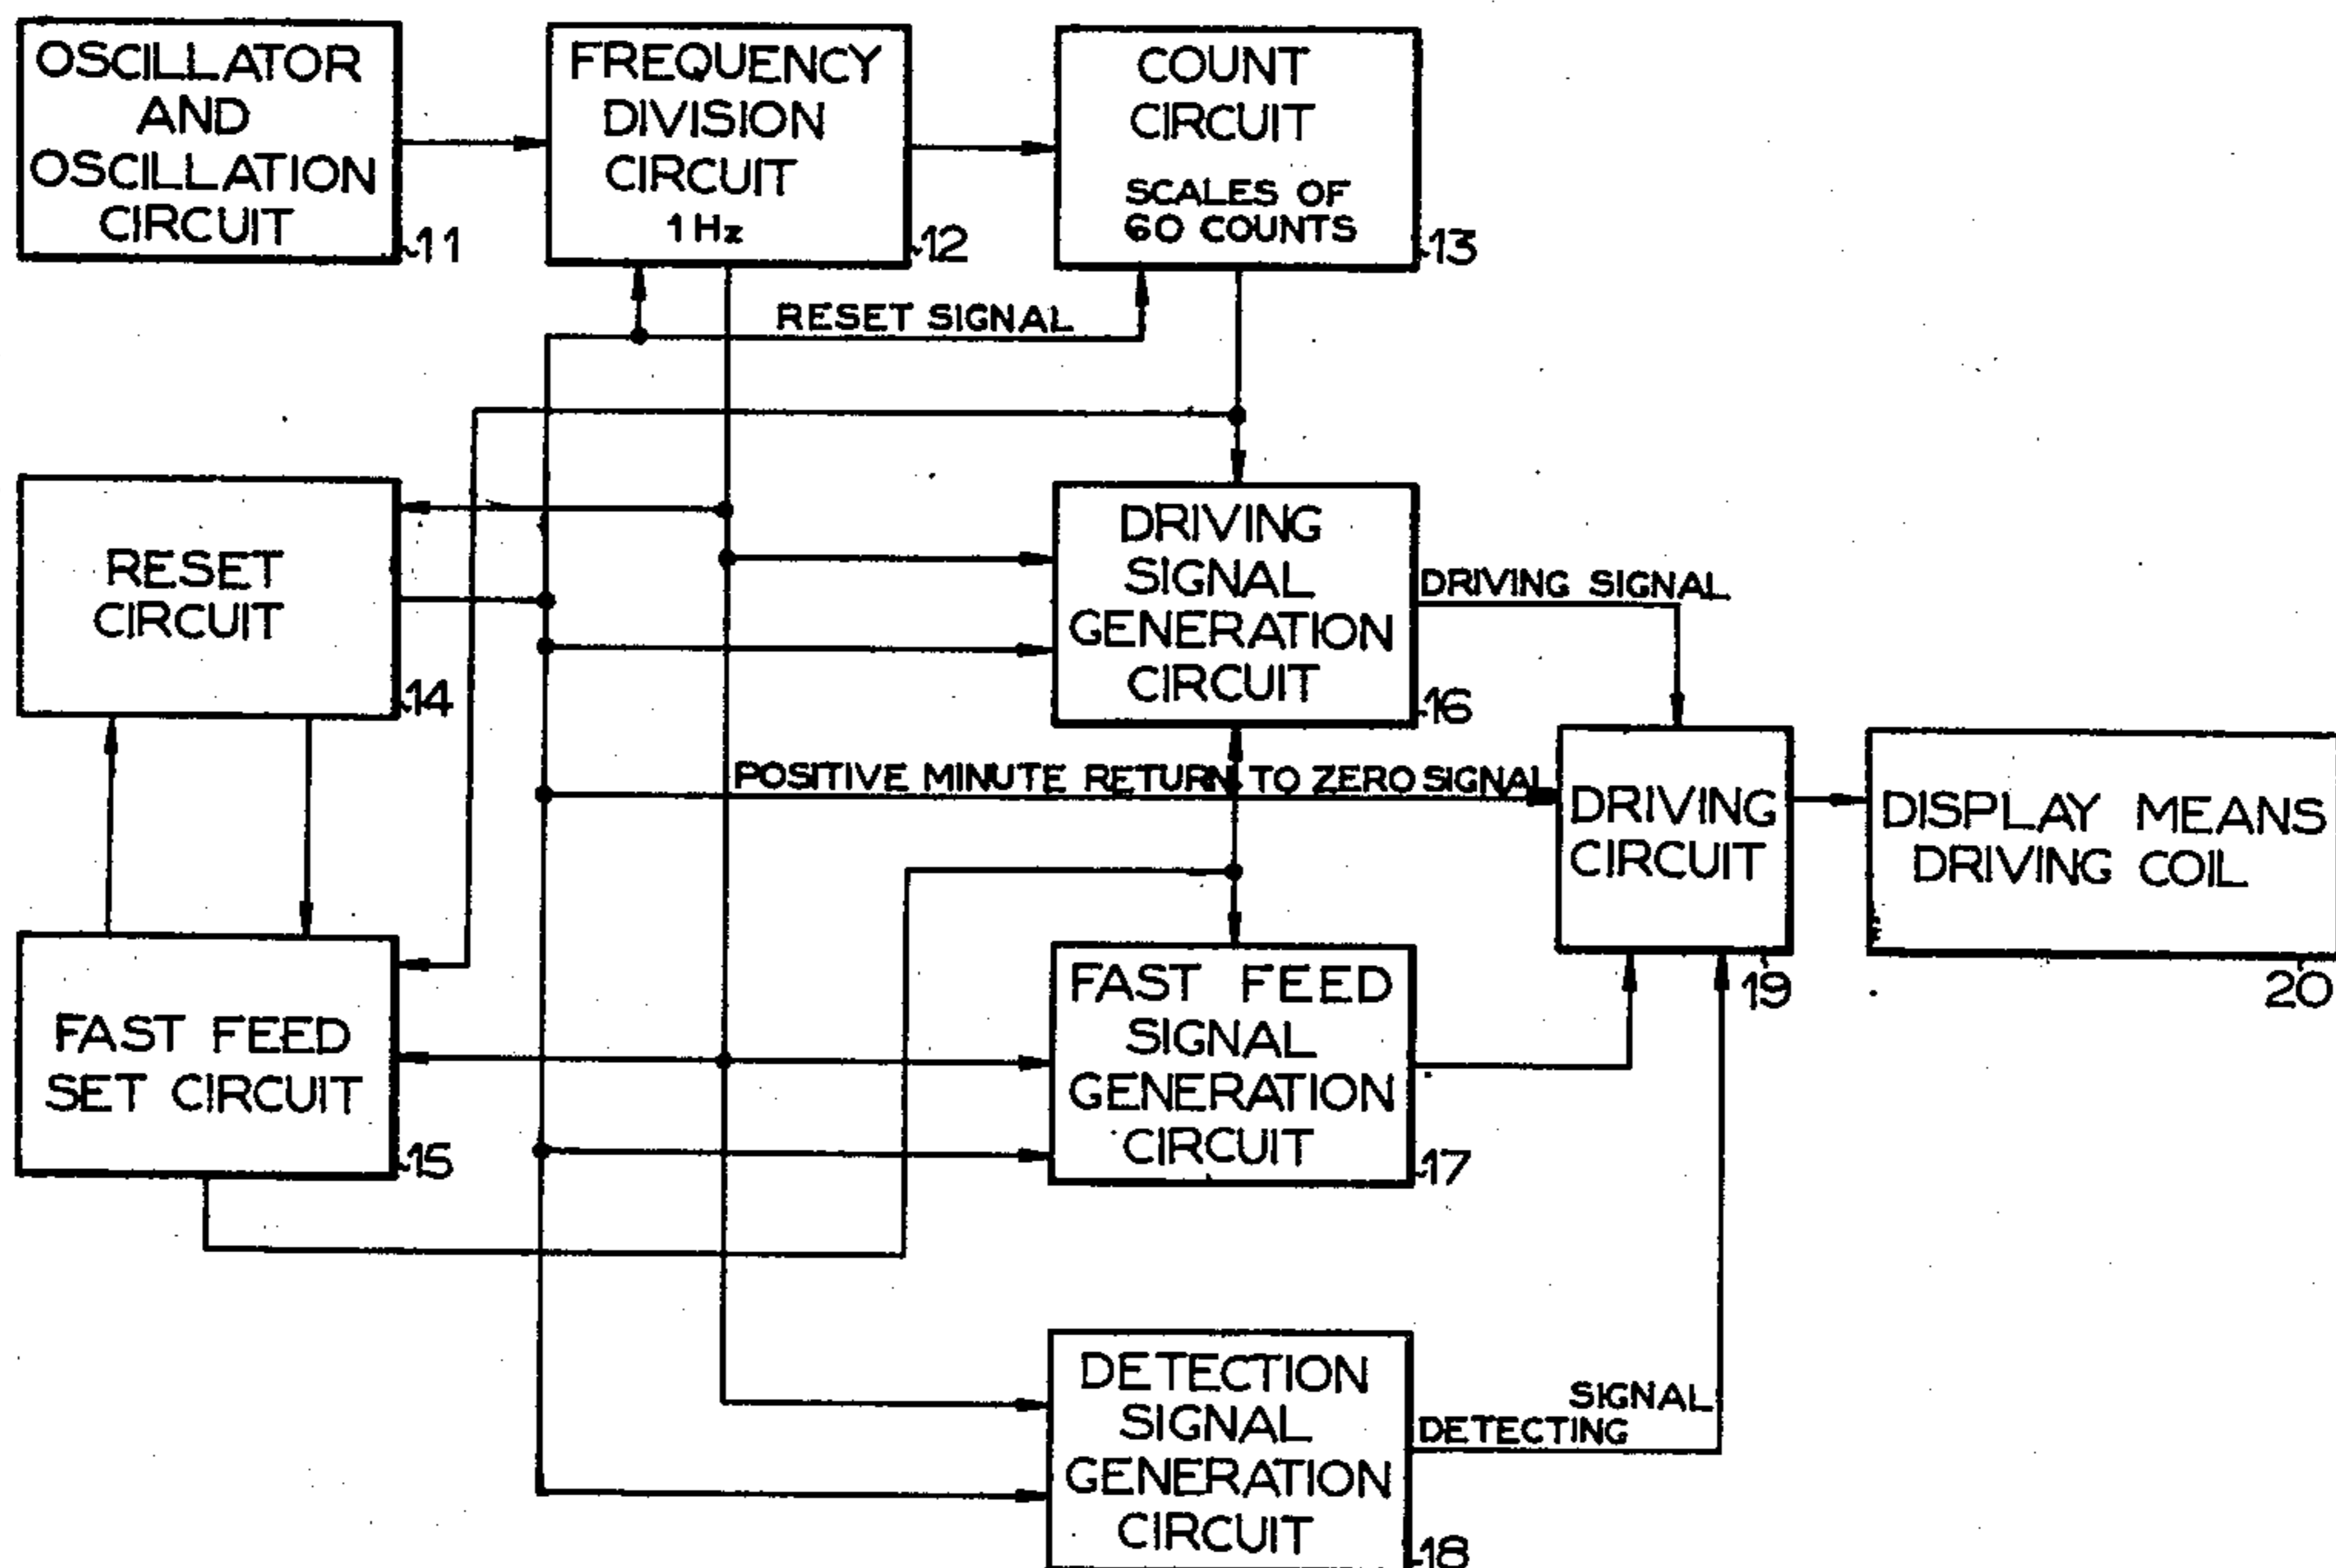 OSCILLATOR
AND
OSCILLATION
CIRCUIT
11
FREQUENCY
DIVISION
CIRCUIT
1 Hz
12
COUNT
CIRCUIT
SCALES OF
60 COUNTS
13
RESET SIGNAL
RESET
CIRCUIT
14
DRIVING
SIGNAL
GENERATION
CIRCUIT
16
DRIVING SIGNAL
POSITIVE MINUTE RETURN TO ZERO SIGNAL
DRIVING
CIRCUIT
19
DISPLAY MEANS
DRIVING COIL
20
FAST FEED
SET CIRCUIT
15
FAST FEED
SIGNAL
GENERATION
CIRCUIT
17
DETECTION
SIGNAL
GENERATION
CIRCUIT
18
SIGNAL
DETECTING